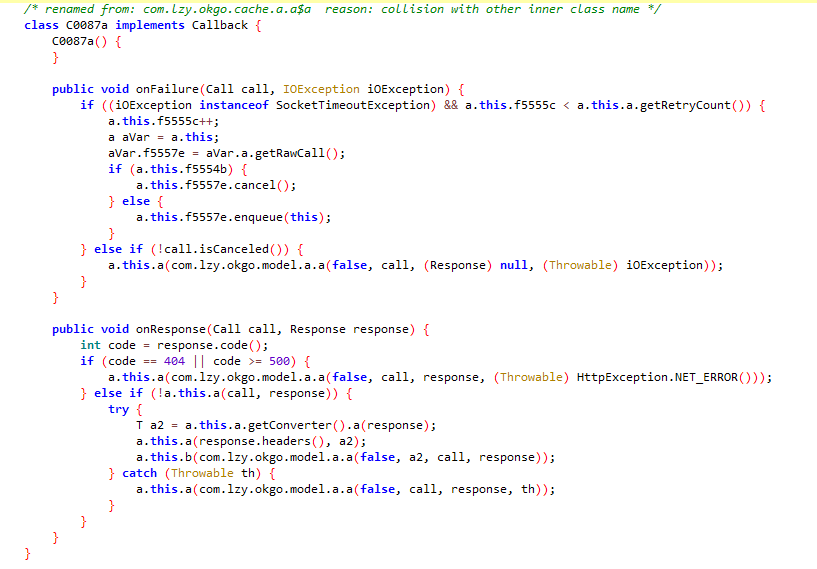 /* renamed from: com.lzy.okgo.cache.a.a$a  reason: collision with other inner class name */
class C0087a implements Callback {
    C0087a() {
    }

    public void onFailure(Call call, IOException iOException) {
        if ((iOException instanceof SocketTimeoutException) && a.this.f5555c < a.this.a.getRetryCount()) {
            a.this.f5555c++;
            a aVar = a.this;
            aVar.f5557e = aVar.a.getRawCall();
            if (a.this.f5554b) {
                a.this.f5557e.cancel();
            } else {
                a.this.f5557e.enqueue(this);
            }
        } else if (!call.isCanceled()) {
            a.this.a(com.lzy.okgo.model.a.a(false, call, (Response) null, (Throwable) iOException));
        }
    }

    public void onResponse(Call call, Response response) {
        int code = response.code();
        if (code == 404 || code >= 500) {
            a.this.a(com.lzy.okgo.model.a.a(false, call, response, (Throwable) HttpException.NET_ERROR()));
        } else if (!a.this.a(call, response)) {
            try {
                T a2 = a.this.a.getConverter().a(response);
                a.this.a(response.headers(), a2);
                a.this.b(com.lzy.okgo.model.a.a(false, a2, call, response));
            } catch (Throwable th) {
                a.this.a(com.lzy.okgo.model.a.a(false, call, response, th));
            }
        }
    }
}